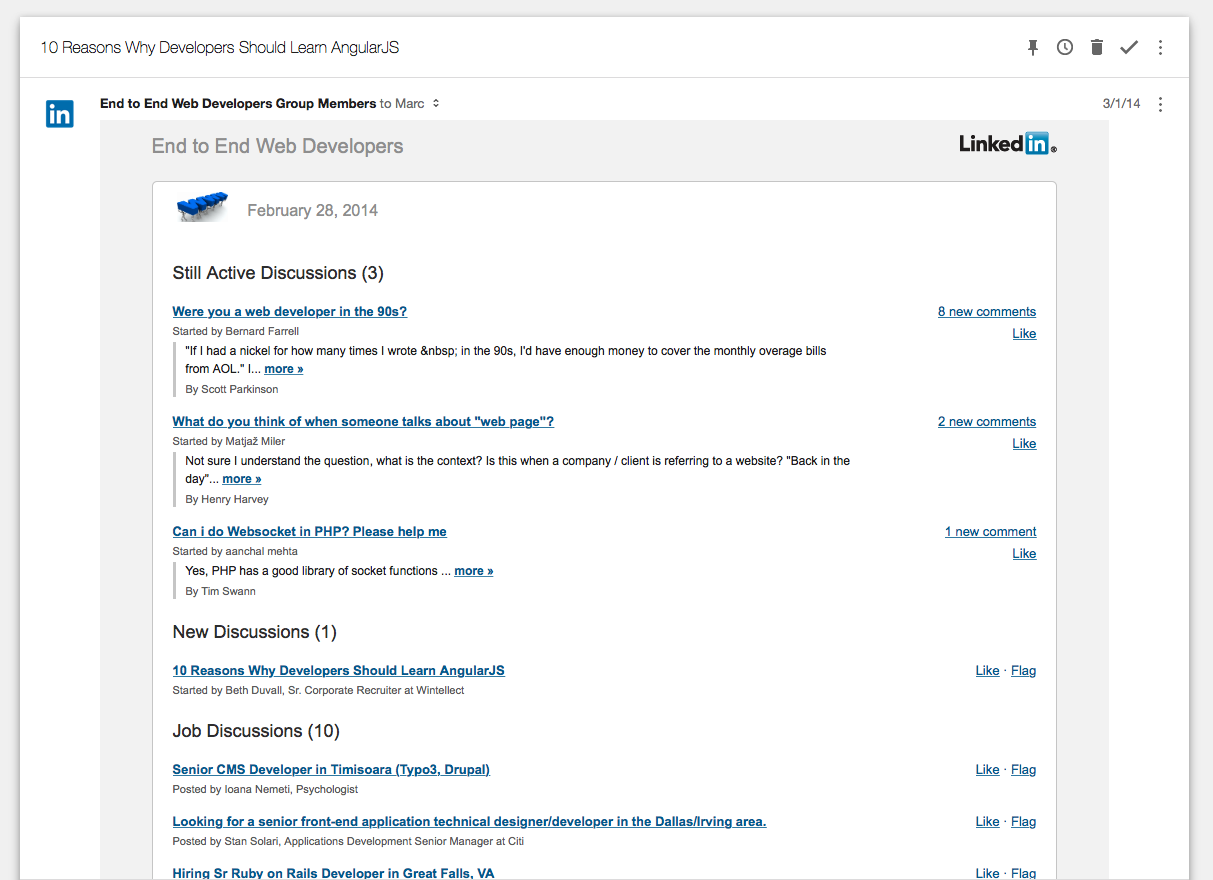 10 Reasons Why Developers Should Learn AngularJS
End to End Web Developers Group Members to Marc
3/1/14
in
End to End Web Developers
Linked in®
February 28, 2014
Still Active Discussions (3)
Were you a web developer in the 90s?
8 new comments
Started by Bernard Farrell
Like
"If I had a nickel for how many times I wrote &nbsp; in the 90s, I'd have enough money to cover the monthly overage bills
from AOL." I... more »
By Scott Parkinson
What do you think of when someone talks about "web page"?
2 new comments
Started by Matjaž Miler
Like
Not sure I understand the question, what is the context? Is this when a company / client is referring to a website? "Back in the
day"... more »
By Henry Harvey
Can i do Websocket in PHP? Please help me
1 new comment
Started by aanchal mehta
Like
Yes, PHP has a good library of socket functions ... more »
By Tim Swann
New Discussions (1)
10 Reasons Why Developers Should Learn AngularJS
Like · Flag
Started by Beth Duvall, Sr. Corporate Recruiter at Wintellect
Job Discussions (10)
Senior CMS Developer in Timisoara (Typo3, Drupal)
Like · Flag
Posted by Ioana Nemeti, Psychologist
Looking for a senior front-end application technical designer/developer in the Dallas/Irving area.
Like · Flag
Posted by Stan Solari, Applications Development Senior Manager at Citi
Hiring Sr Ruby on Rails Developer in Great Falls, VA
Like · Flag